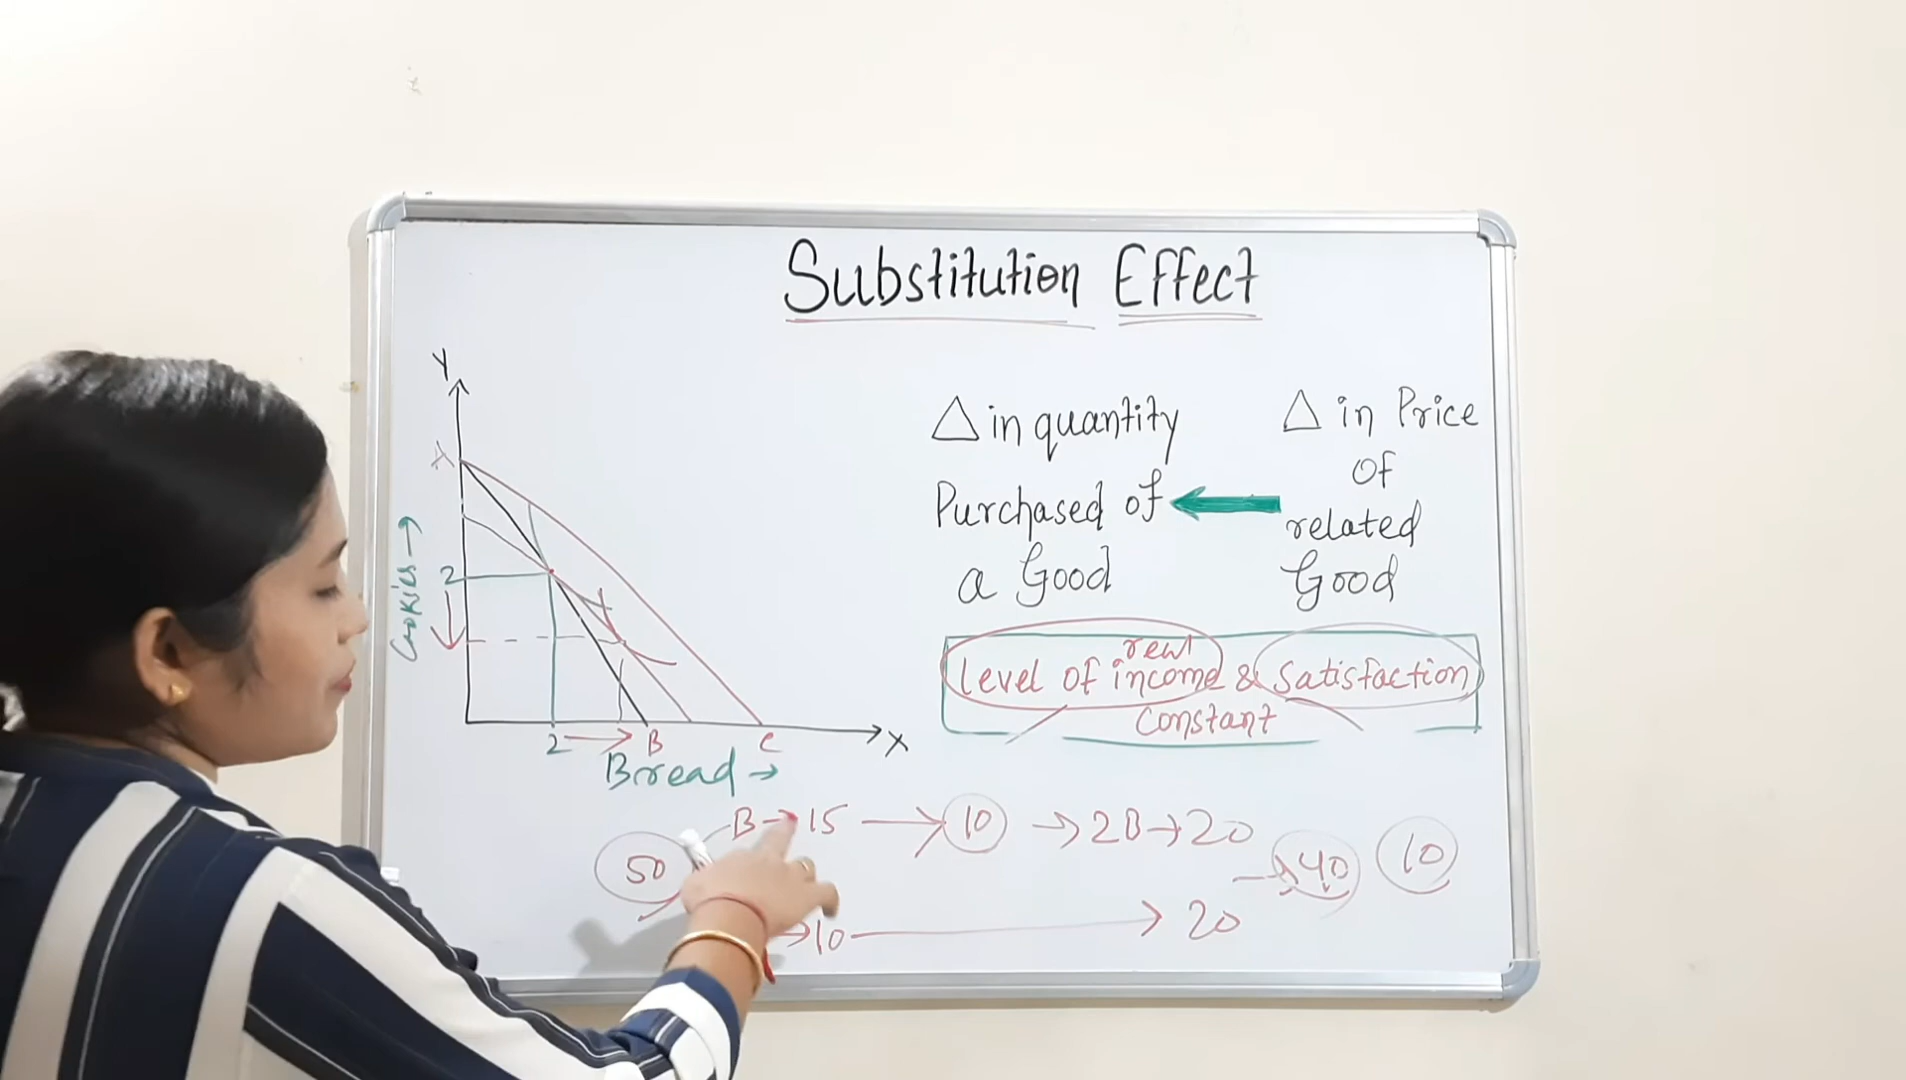 Substitution Effect
Y
Δ in quantity
Purchased of
a Good
Δ in Price
of
related
Good
Cookies →
2
2 → B C
X
Bread →
real
Level of income & Satisfaction
Constant
B → 15 → 10 → 2B → 20
50
→ 40 10
→ 10 → 20